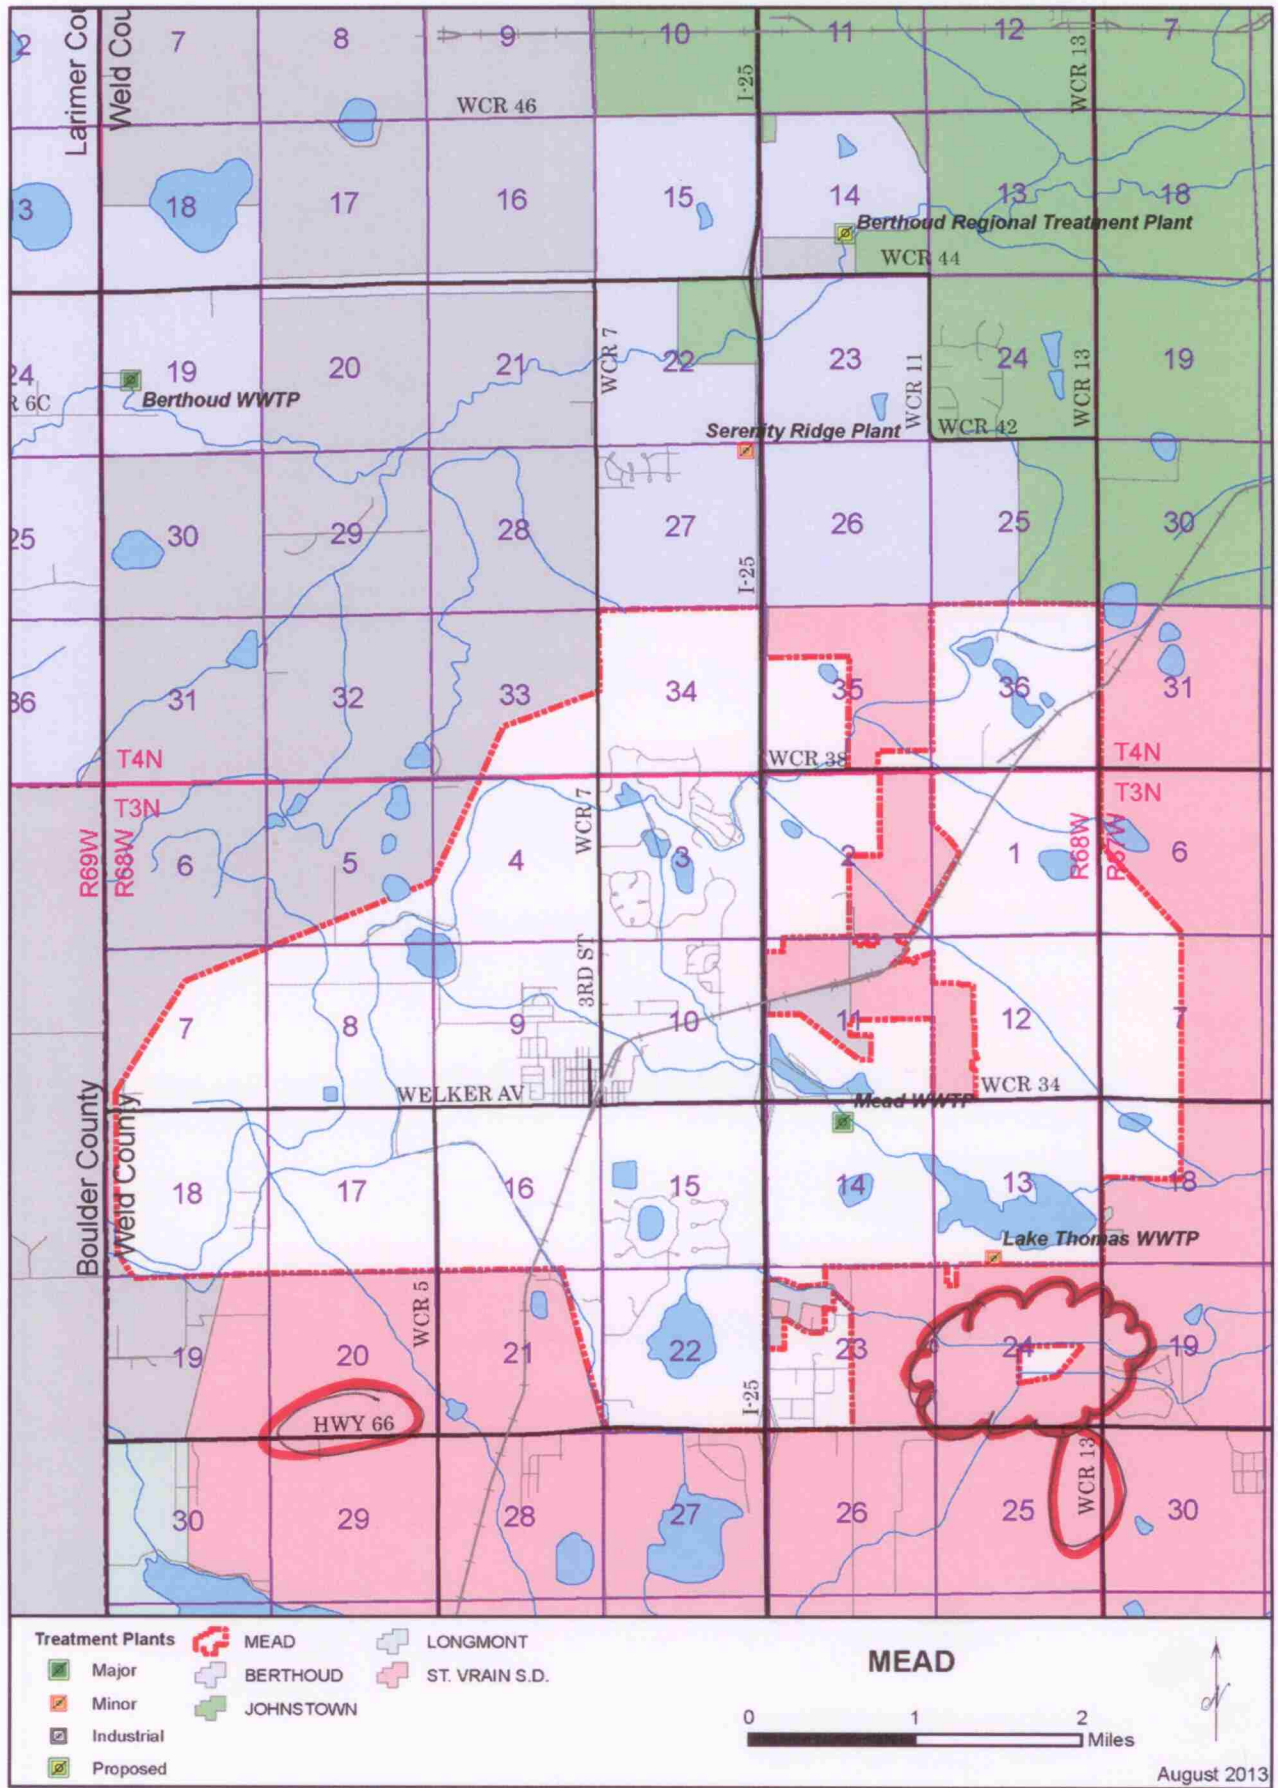 Larimer Cou
Weld Cou
2
7
8
9
10
11
12
7
I-25
WCR 13
WCR 46
3
18
17
16
15
14
13
18
Berthoud Regional Treatment Plant
WCR 44
24
19
20
21
WCR 7
22
23
WCR 11
24
WCR 13
19
R 6C
Berthoud WWTP
Serenity Ridge Plant
WCR 42
25
30
29
28
27
I-25
26
25
30
36
31
32
33
34
35
36
31
T4N
WCR 38
T4N
T3N
T3N
R69W
R68W
6
5
4
WCR 7
3
2
1
R68W
R67W
6
3RD ST
7
8
9
10
11
12
7
Boulder County
Weld County
WELKER AV
WCR 34
Mead WWTP
18
17
16
15
14
13
18
Lake Thomas WWTP
19
20
WCR 5
21
22
I-25
23
24
19
HWY 66
30
29
28
27
26
25
WCR 13
30
Treatment Plants
Major
Minor
Industrial
Proposed
MEAD
BERTHOUD
JOHNSTOWN
LONGMONT
ST. VRAIN S.D.
MEAD
0 1 2
Miles
N
August 2013